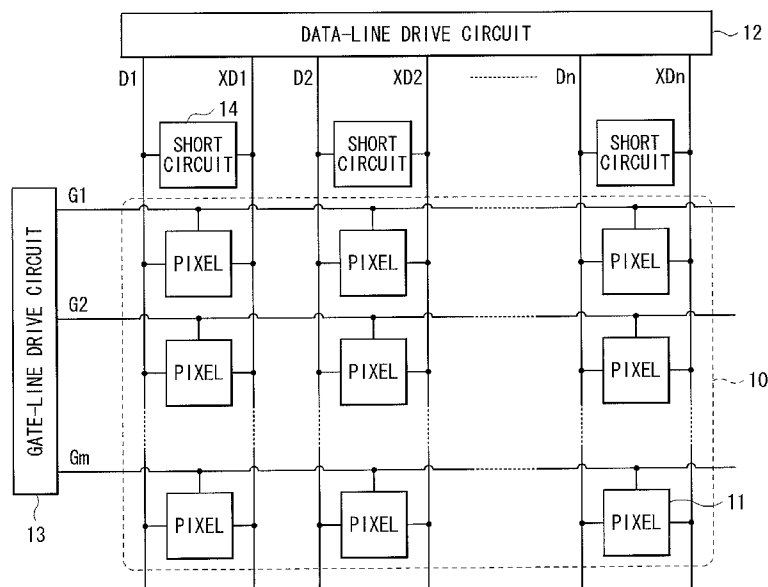 DATA-LINE DRIVE CIRCUIT
12
D1 XD1 D2 XD2 Dn XDn
14
SHORT CIRCUIT
SHORT CIRCUIT
SHORT CIRCUIT
G1
PIXEL PIXEL PIXEL
GATE-LINE DRIVE CIRCUIT
G2
PIXEL PIXEL PIXEL
10
Gm
PIXEL PIXEL PIXEL
11
13